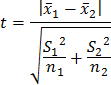 t = |x̄₁ − x̄₂| / √(S₁²/n₁ + S₂²/n₂)